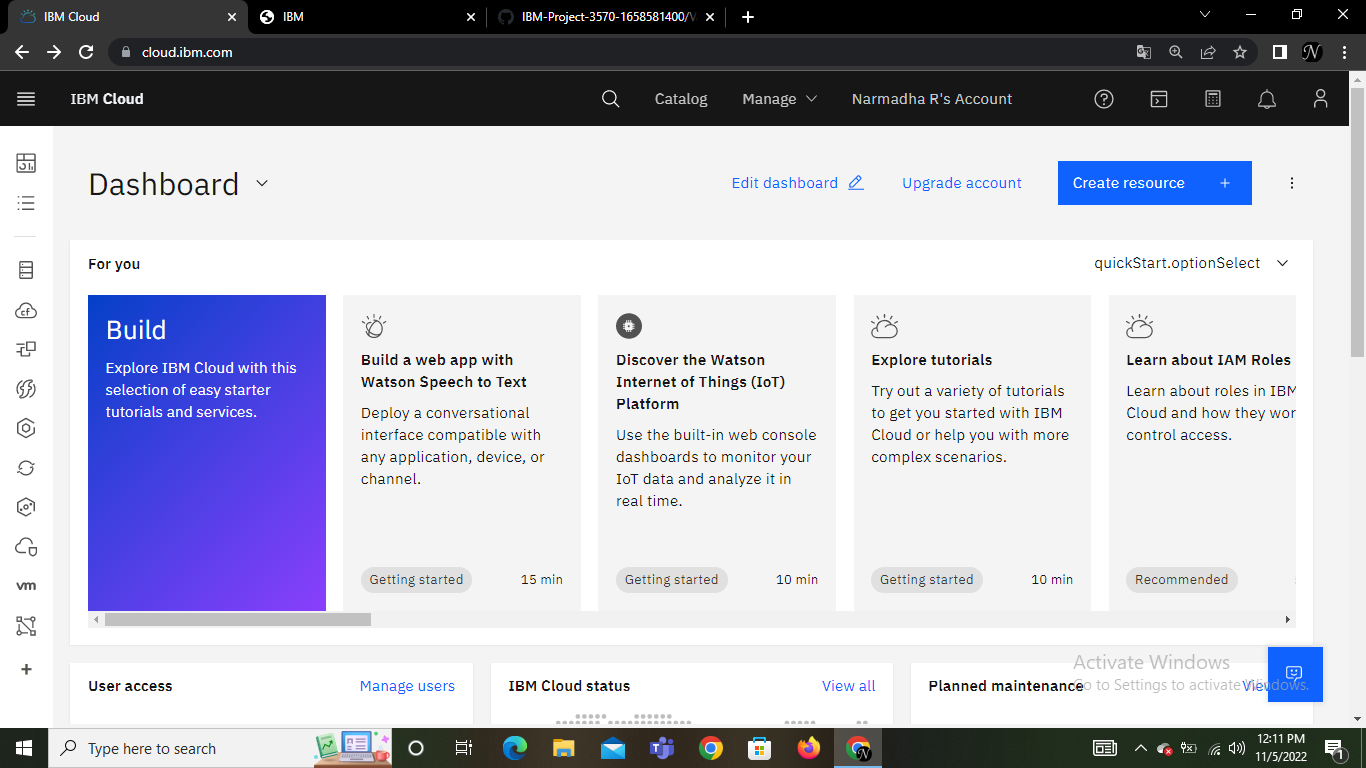 IBM Cloud
IBM
IBM-Project-3570-1658581400/V
cloud.ibm.com
N
IBM Cloud
Catalog
Manage
Narmadha R's Account
Dashboard
Edit dashboard
Upgrade account
Create resource +
For you
quickStart.optionSelect
Build
Explore IBM Cloud with this
selection of easy starter
tutorials and services.
Build a web app with
Watson Speech to Text
Deploy a conversational
interface compatible with
any application, device, or
channel.
Getting started
15 min
Discover the Watson
Internet of Things (IoT)
Platform
Use the built-in web console
dashboards to monitor your
IoT data and analyze it in
real time.
Getting started
10 min
Explore tutorials
Try out a variety of tutorials
to get you started with IBM
Cloud or help you with more
complex scenarios.
Getting started
10 min
Learn about IAM Roles
Learn about roles in IBM
Cloud and how they wor
control access.
Recommended
cf
vm
User access
Manage users
IBM Cloud status
View all
Planned maintenance
Activate Windows
Go to Settings to activate Windows.
Type here to search
N
12:11 PM
11/5/2022
1